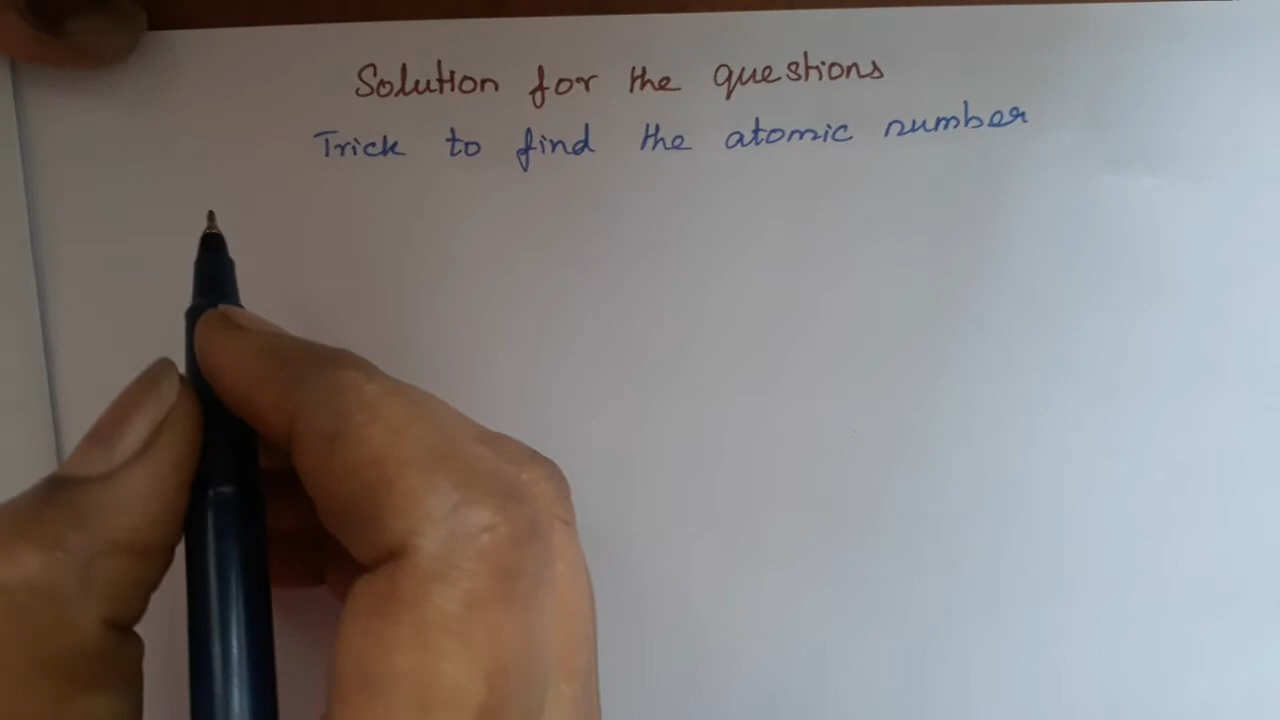 Solution for the questions
Trick to find the atomic number